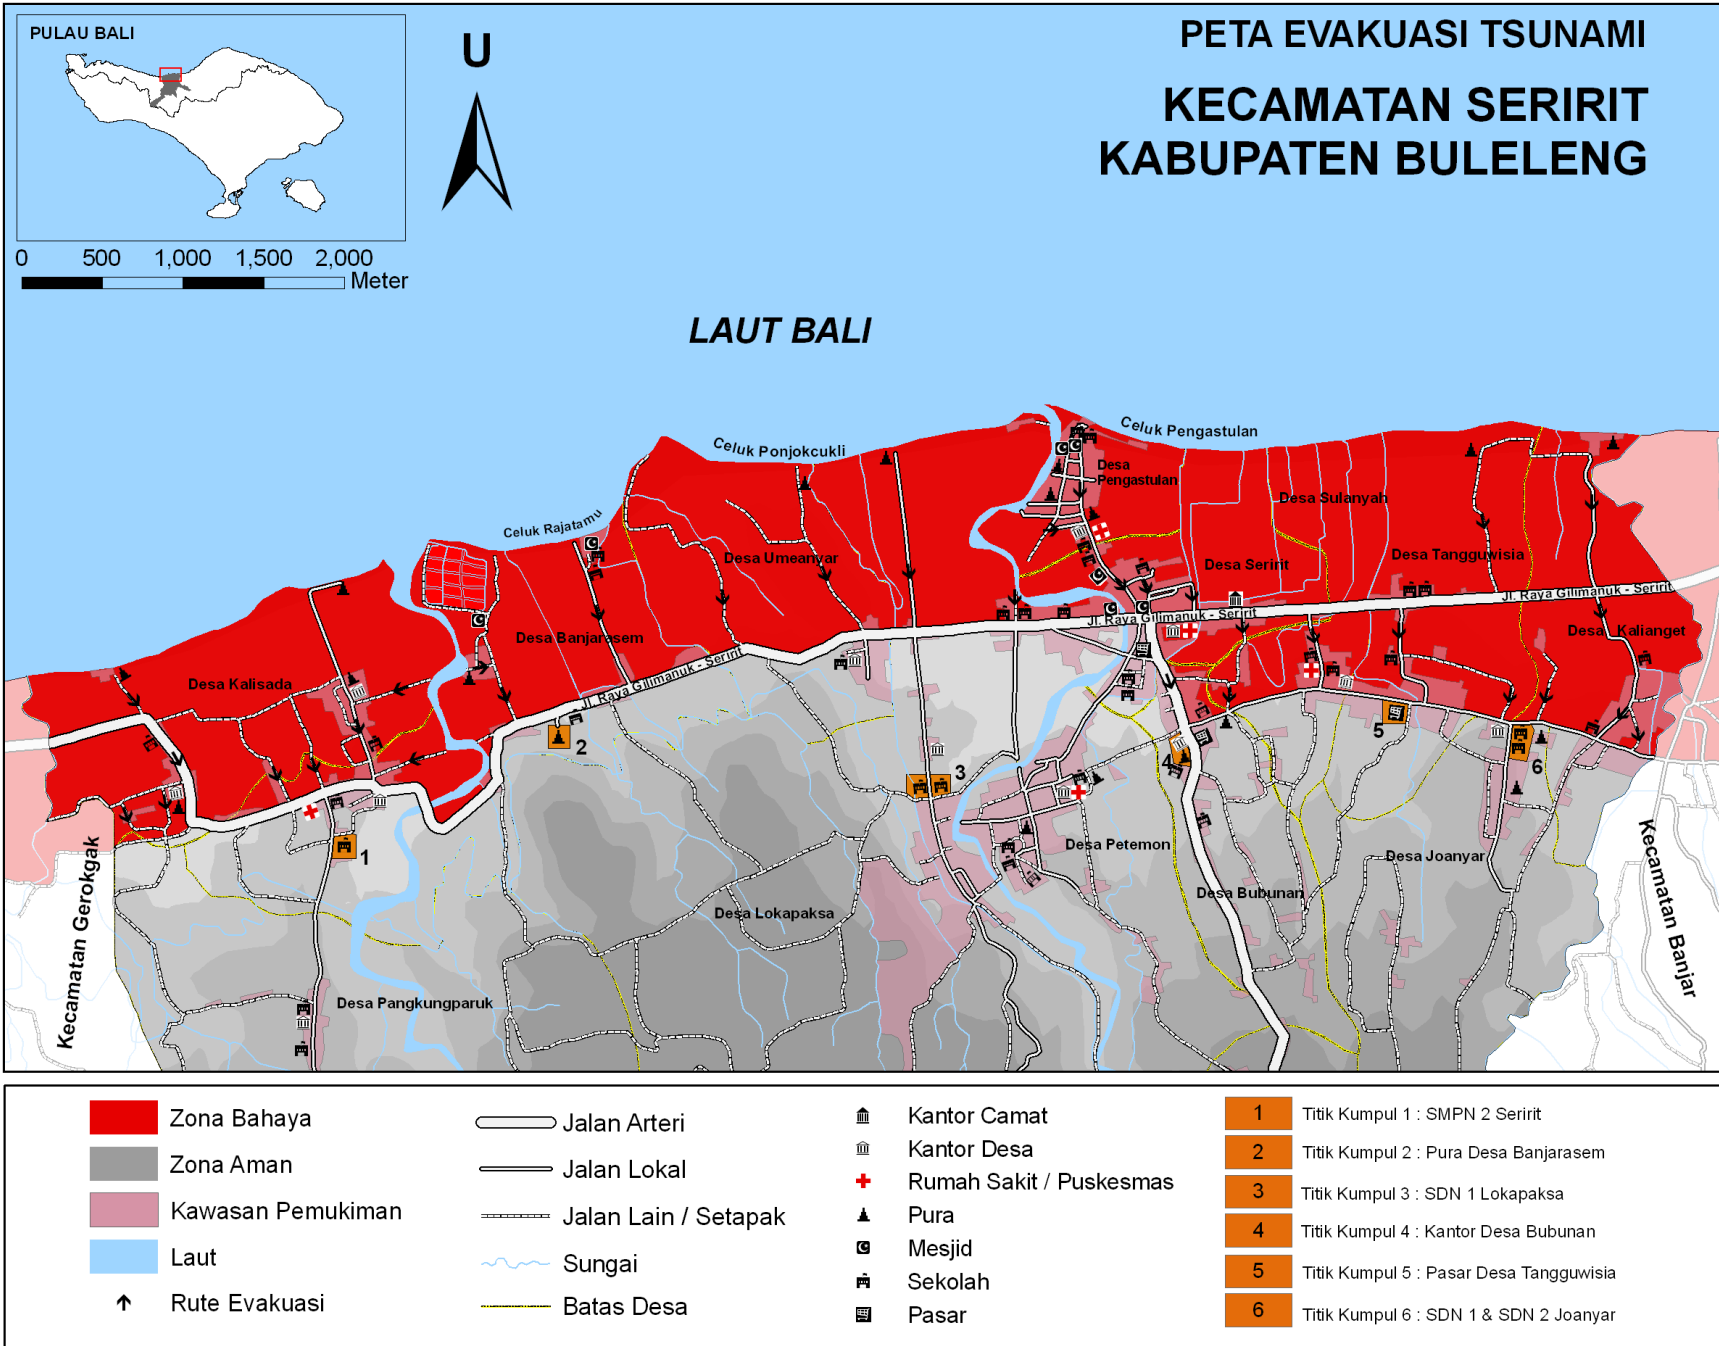 PULAU BALI
U
PETA EVAKUASI TSUNAMI
KECAMATAN SERIRIT
KABUPATEN BULELENG
0 500 1,000 1,500 2,000
Meter
LAUT BALI
Celuk Pengastulan
Celuk Ponjokcukli
Desa
Pengastulan
Desa Sulanyah
Celuk Rajatamu
Desa Umeanyar
Desa Tangguwisia
Desa Seririt
Jl. Raya Gilimanuk - Seririt
Jl. Raya Gilimanuk - Seririt
Desa Kalianget
Desa Banjarasem
Jl. Raya Gilimanuk - Seririt
Desa Kalisada
2
5
3
4
6
1
Desa Petemon
Desa Joanyar
Desa Bubunan
Desa Lokapaksa
Kecamatan Gerokgak
Kecamatan Banjar
Desa Pangkungparuk
Zona Bahaya
Zona Aman
Kawasan Pemukiman
Laut
Rute Evakuasi
Jalan Arteri
Jalan Lokal
Jalan Lain / Setapak
Sungai
Batas Desa
Kantor Camat
Kantor Desa
Rumah Sakit / Puskesmas
Pura
Mesjid
Sekolah
Pasar
1 Titik Kumpul 1 : SMPN 2 Seririt
2 Titik Kumpul 2 : Pura Desa Banjarasem
3 Titik Kumpul 3 : SDN 1 Lokapaksa
4 Titik Kumpul 4 : Kantor Desa Bubunan
5 Titik Kumpul 5 : Pasar Desa Tangguwisia
6 Titik Kumpul 6 : SDN 1 & SDN 2 Joanyar